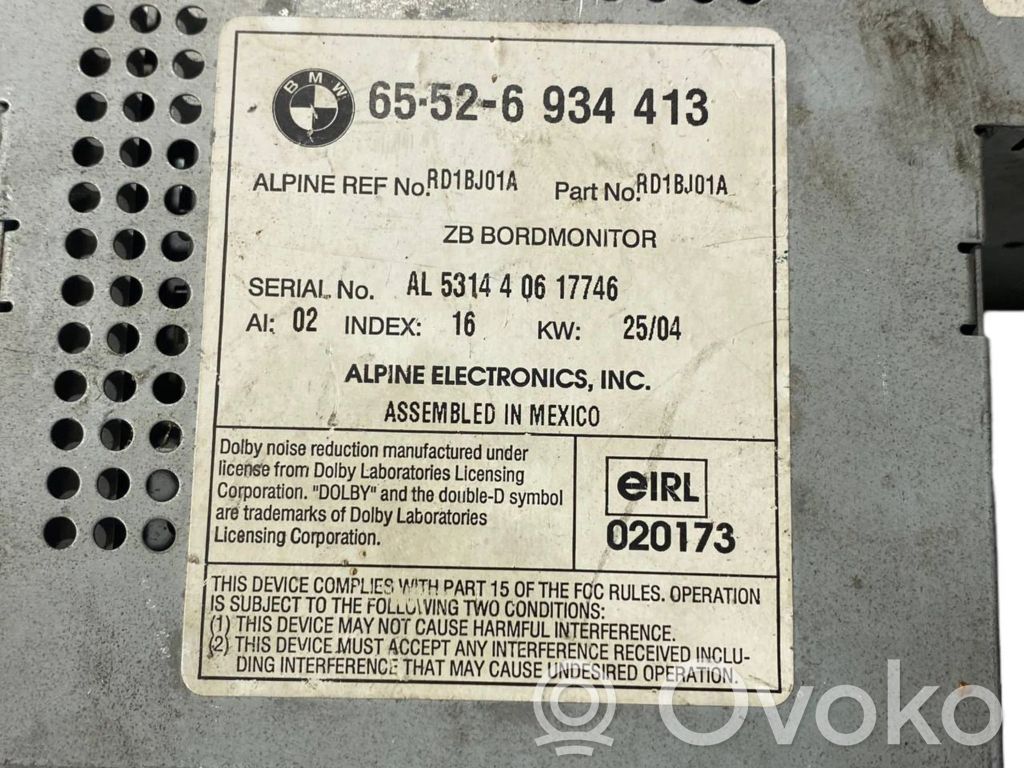 BMW
65-52-6 934 413
ALPINE REF No. RD1BJ01A Part No. RD1BJ01A
ZB BORDMONITOR
SERIAL No. AL 5314 4 06 17746
AI: 02 INDEX: 16 KW: 25/04
ALPINE ELECTRONICS, INC.
ASSEMBLED IN MEXICO
Dolby noise reduction manufactured under
license from Dolby Laboratories Licensing
Corporation. "DOLBY" and the double-D symbol
are trademarks of Dolby Laboratories
Licensing Corporation.
eIRL
020173
THIS DEVICE COMPLIES WITH PART 15 OF THE FCC RULES. OPERATION
IS SUBJECT TO THE FOLLOWING TWO CONDITIONS:
(1) THIS DEVICE MAY NOT CAUSE HARMFUL INTERFERENCE.
(2) THIS DEVICE MUST ACCEPT ANY INTERFERENCE RECEIVED INCLU-
DING INTERFERENCE THAT MAY CAUSE UNDESIRED OPERATION.
Ovoko